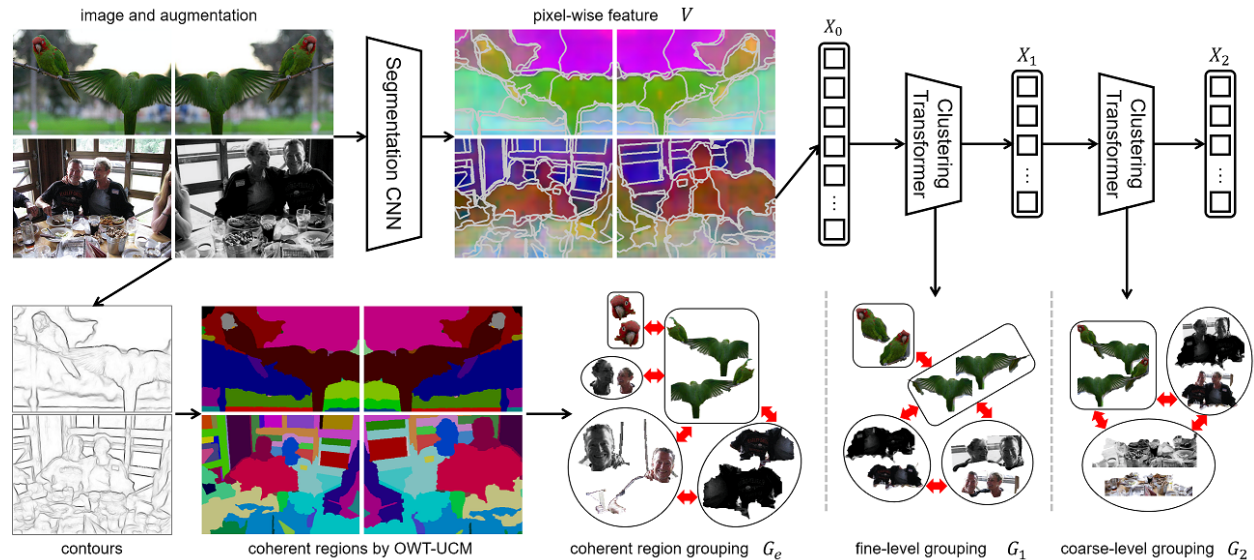 image and augmentation
pixel-wise feature V
X₀
X₁
X₂
Segmentation CNN
Clustering
Transformer
Clustering
Transformer
...
...
...
contours
coherent regions by OWT-UCM
coherent region grouping Gₑ
fine-level grouping G₁
coarse-level grouping G₂